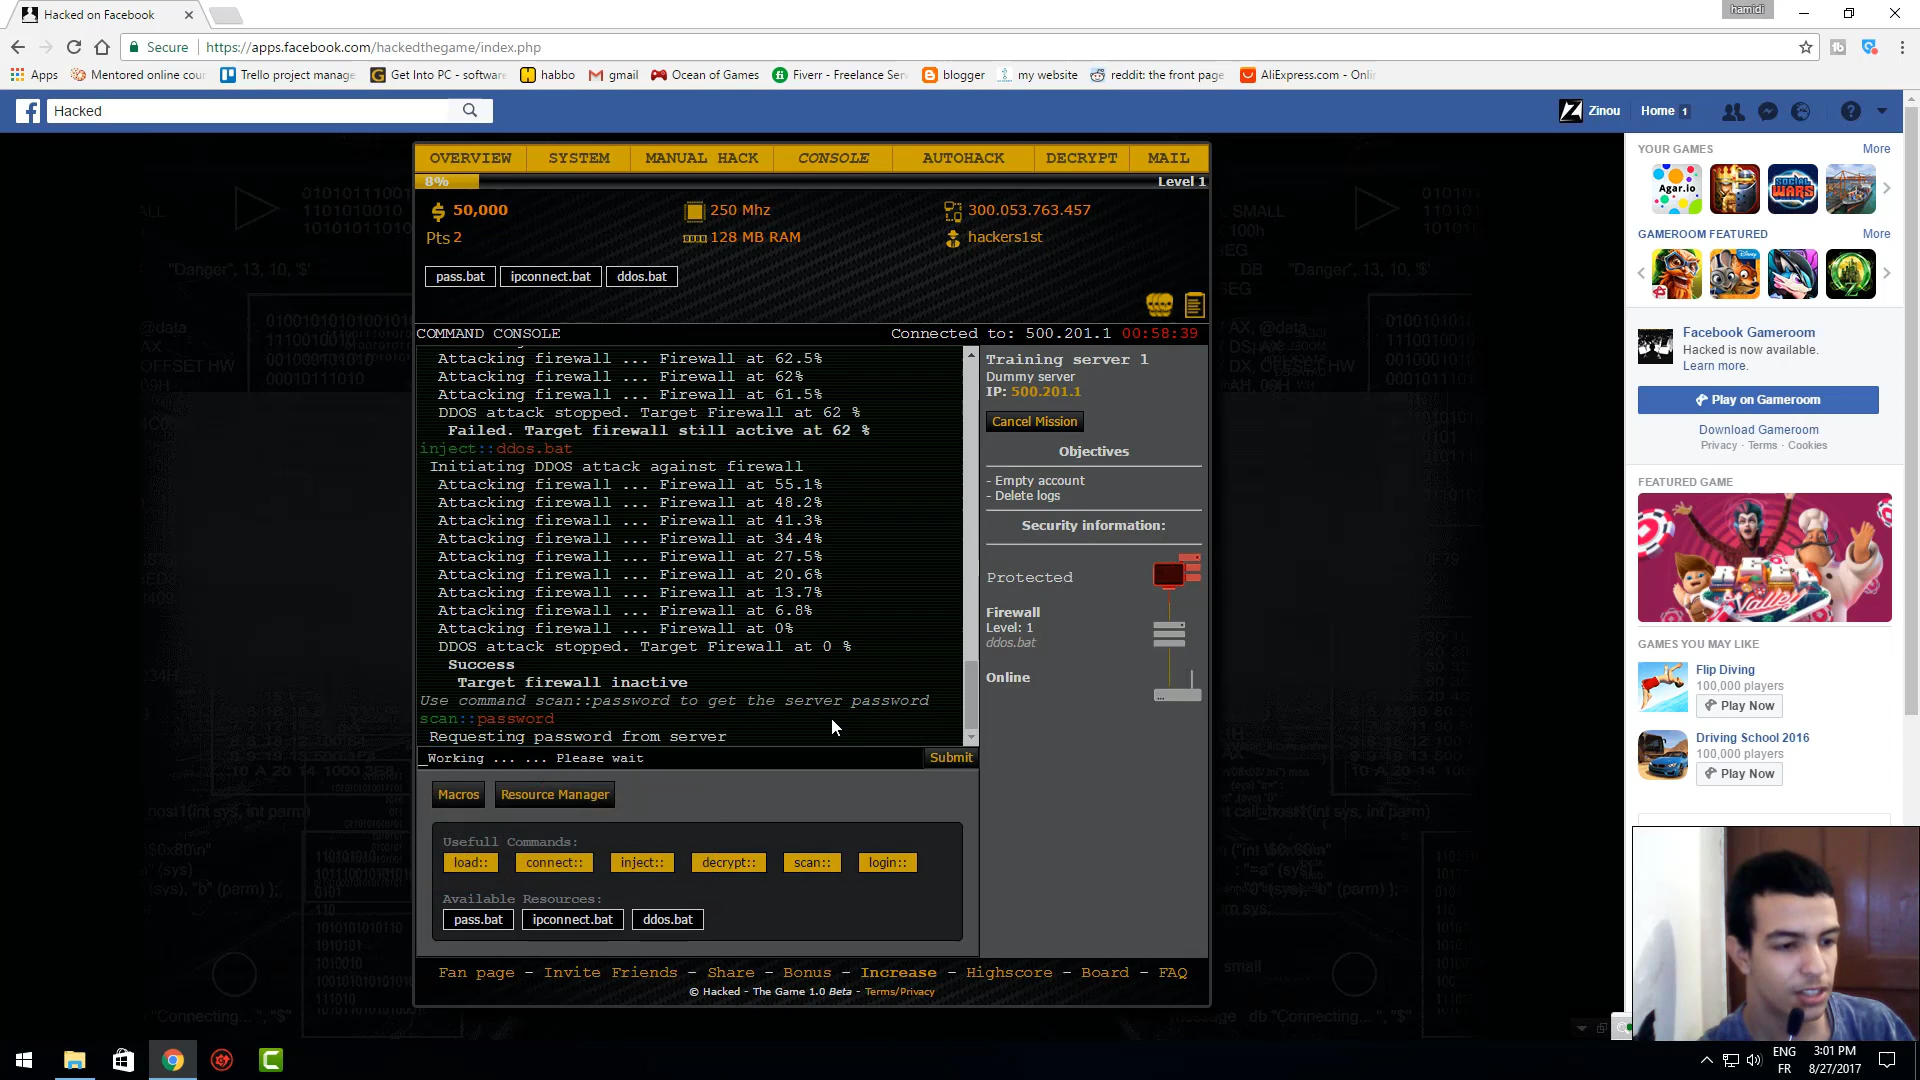 Hacked on Facebook
hamidi
Secure
https://apps.facebook.com/hackedthegame/index.php
Apps
Mentored online cour
Trello project manage
Get Into PC - software
habbo
gmail
Ocean of Games
Fiverr - Freelance Serv
blogger
my website
reddit: the front page
AliExpress.com - Onli
Hacked
Zinou
Home 1
OVERVIEW
SYSTEM
MANUAL HACK
CONSOLE
AUTOHACK
DECRYPT
MAIL
8%
Level 1
50,000
250 Mhz
300.053.763.457
Pts 2
128 MB RAM
hackers1st
pass.bat
ipconnect.bat
ddos.bat
COMMAND CONSOLE
Connected to: 500.201.1 00:58:39
Attacking firewall ... Firewall at 62.5%
Attacking firewall ... Firewall at 62%
Attacking firewall ... Firewall at 61.5%
DDOS attack stopped. Target Firewall at 62 %
Failed. Target firewall still active at 62 %
inject::ddos.bat
Initiating DDOS attack against firewall
Attacking firewall ... Firewall at 55.1%
Attacking firewall ... Firewall at 48.2%
Attacking firewall ... Firewall at 41.3%
Attacking firewall ... Firewall at 34.4%
Attacking firewall ... Firewall at 27.5%
Attacking firewall ... Firewall at 20.6%
Attacking firewall ... Firewall at 13.7%
Attacking firewall ... Firewall at 6.8%
Attacking firewall ... Firewall at 0%
DDOS attack stopped. Target Firewall at 0 %
Success
Target firewall inactive
Use command scan::password to get the server password
scan::password
Requesting password from server
_Working ... ... Please wait
Submit
Training server 1
Dummy server
IP: 500.201.1
Cancel Mission
Objectives
- Empty account
- Delete logs
Security information:
Protected
Firewall
Level: 1
ddos.bat
Online
Macros
Resource Manager
Usefull Commands:
load::
connect::
inject::
decrypt::
scan::
login::
Available Resources:
pass.bat
ipconnect.bat
ddos.bat
Fan page - Invite Friends - Share - Bonus - Increase - Highscore - Board - FAQ
© Hacked - The Game 1.0 Beta - Terms/Privacy
YOUR GAMES
More
Agar.io
SOCIAL WARS
GAMEROOM FEATURED
More
Facebook Gameroom
Hacked is now available.
Learn more.
Play on Gameroom
Download Gameroom
Privacy · Terms · Cookies
FEATURED GAME
REEL
Valley
GAMES YOU MAY LIKE
Flip Diving
100,000 players
Play Now
Driving School 2016
100,000 players
Play Now
ENG
FR
3:01 PM
8/27/2017